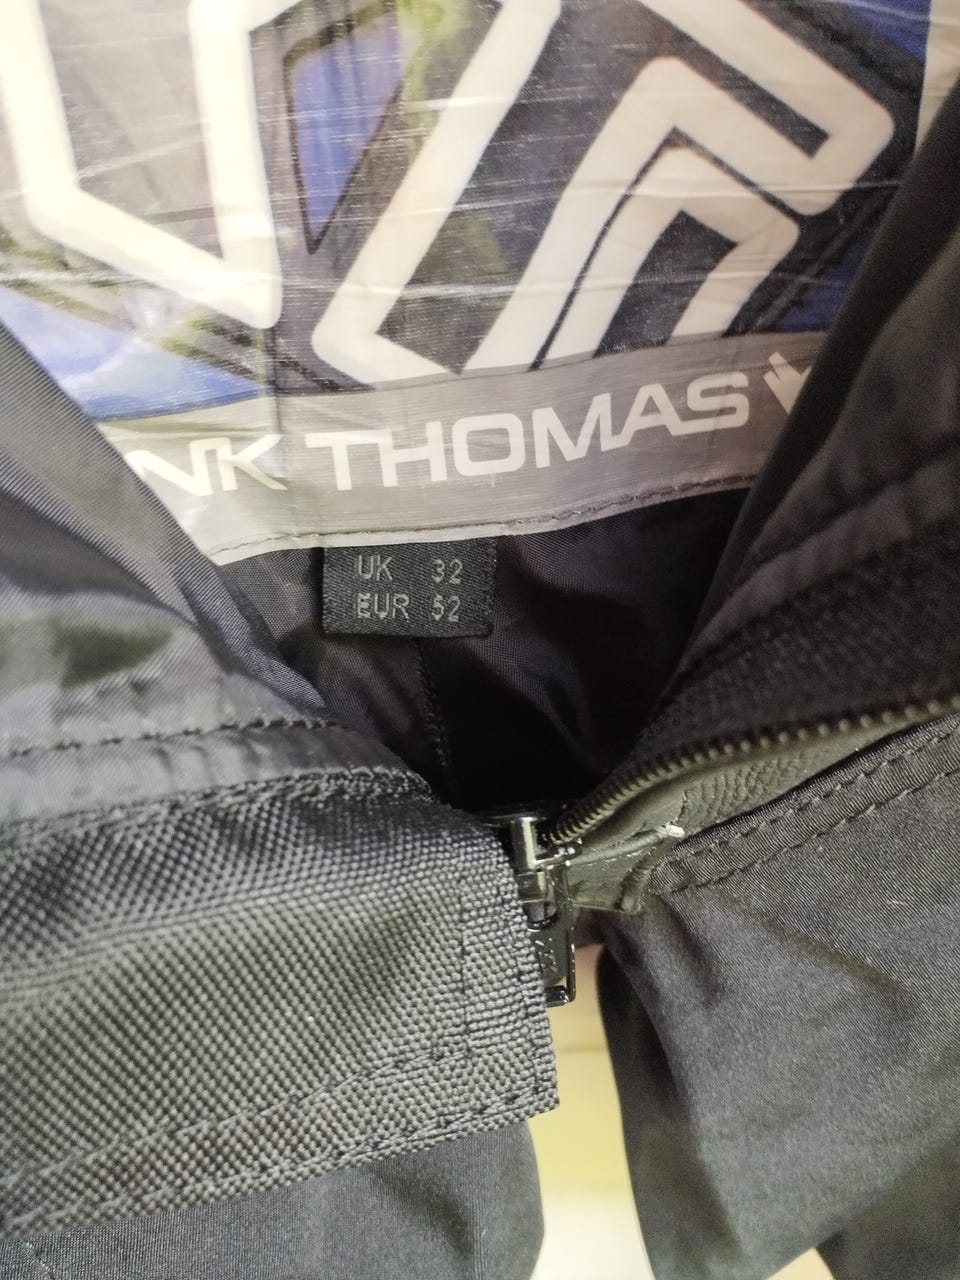 NK THOMAS
UK 32
EUR 52